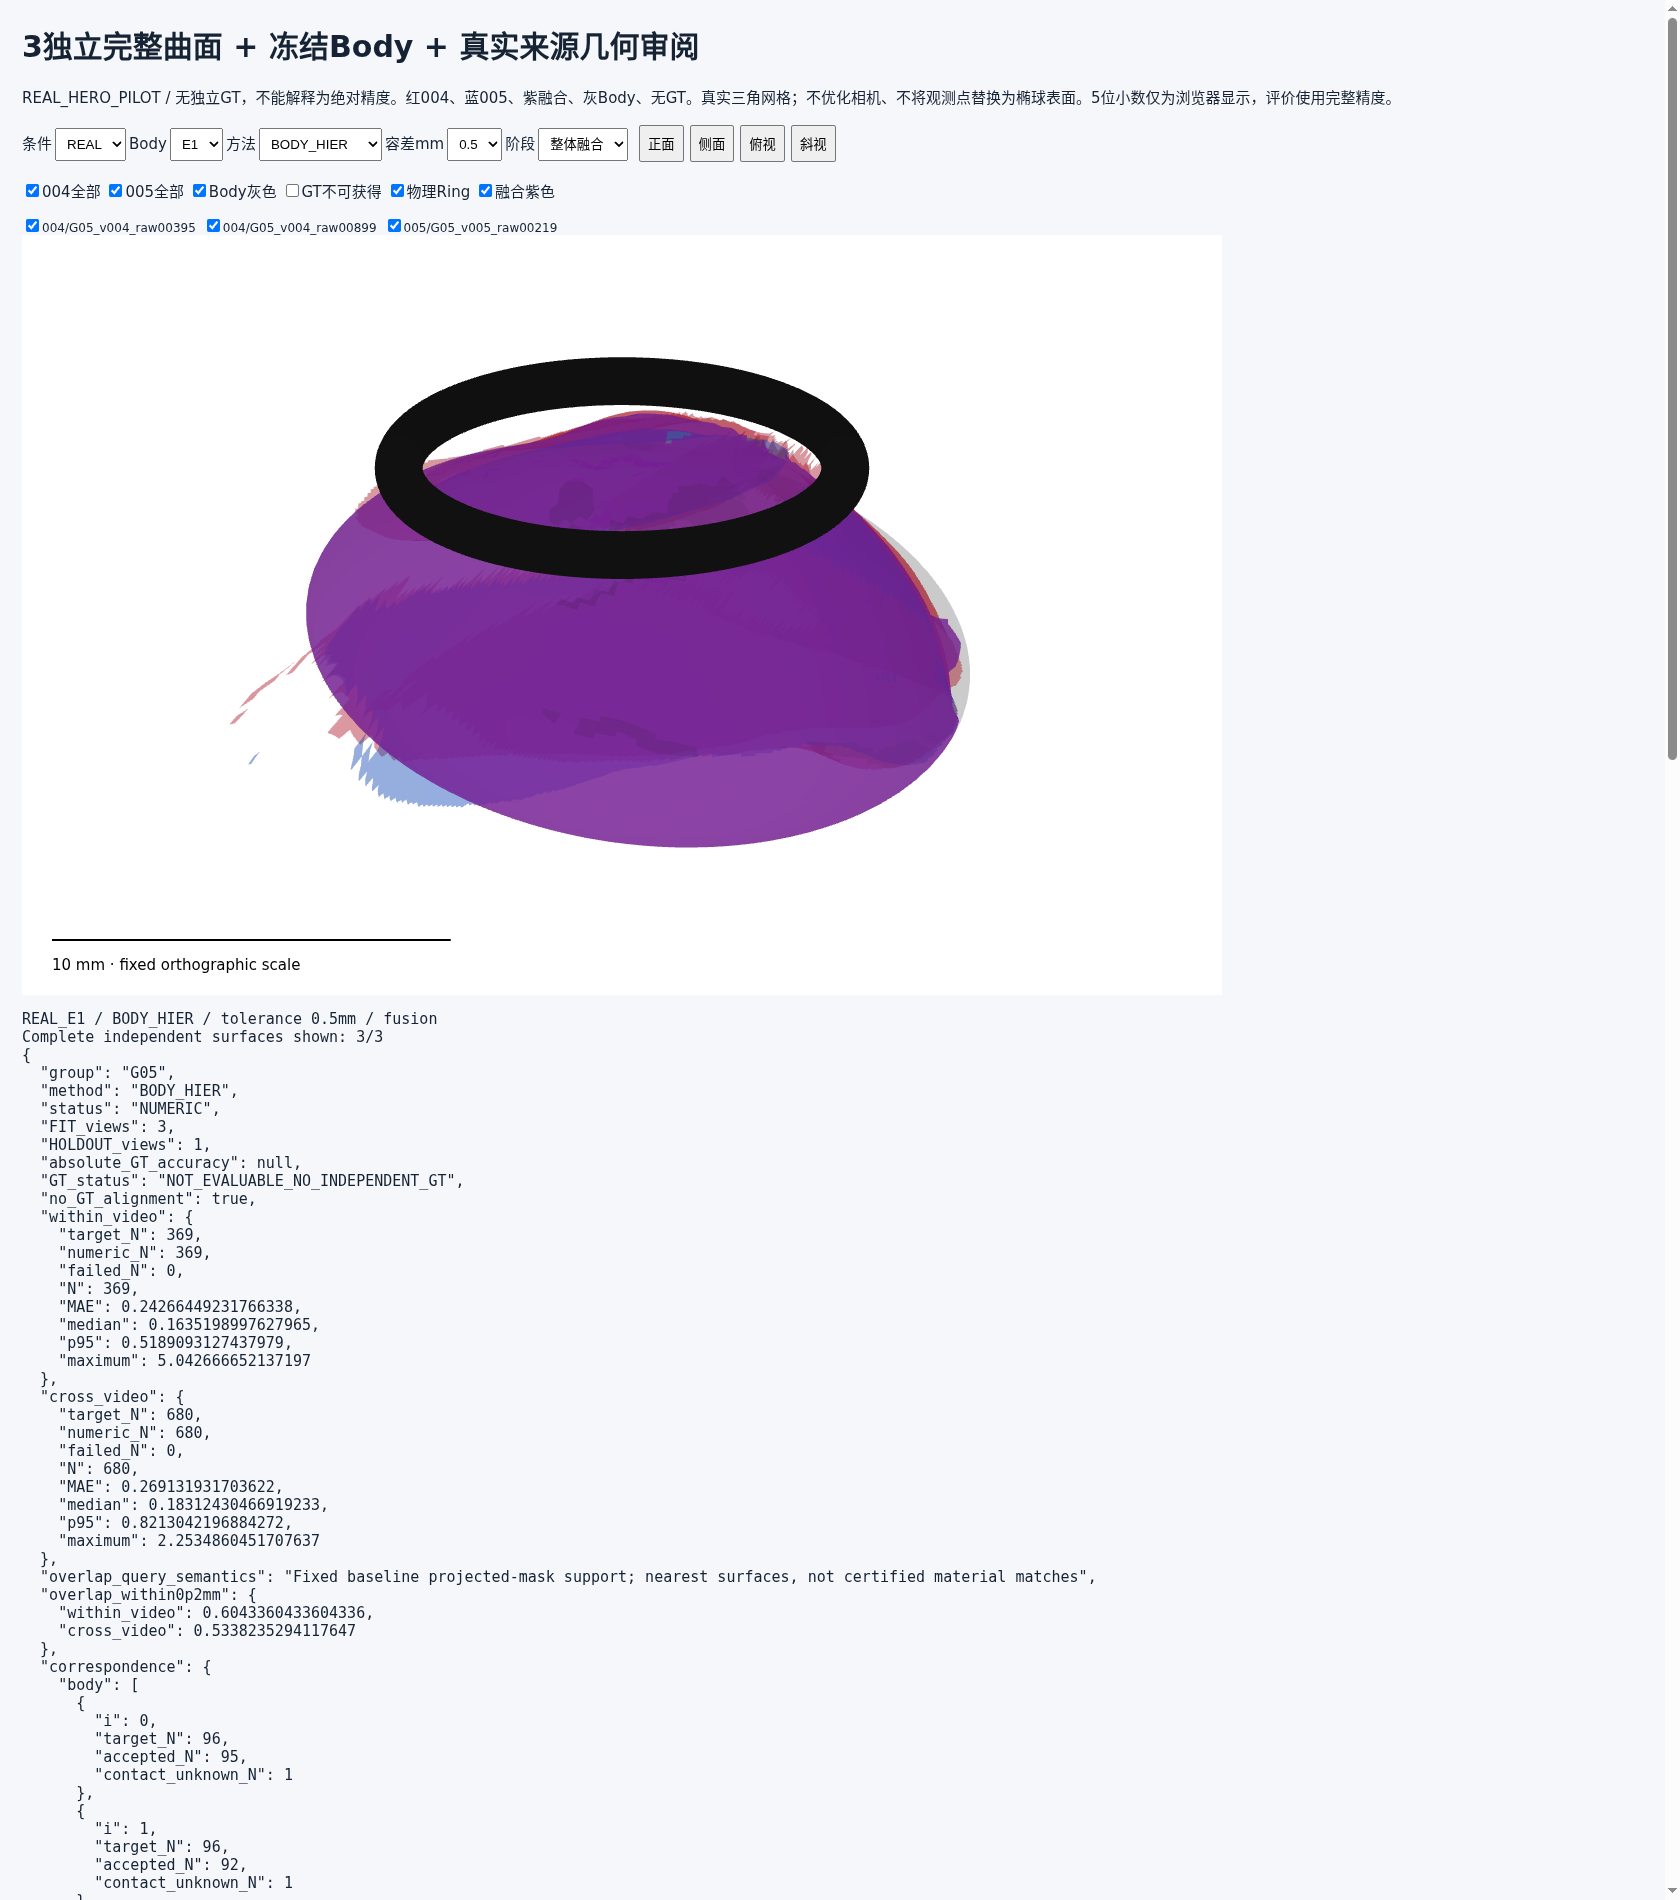 3独立完整曲面 + 冻结Body + 真实来源几何审阅
REAL_HERO_PILOT / 无独立GT，不能解释为绝对精度。红004、蓝005、紫融合、灰Body、无GT。真实三角网格；不优化相机、不将观测点替换为椭球表面。5位小数仅为浏览器显示，评价使用完整精度。
条件 REAL Body E1 方法 BODY_HIER 容差mm 0.5 阶段 整体融合 正面 侧面 俯视 斜视
004全部 005全部 Body灰色 GT不可获得 物理Ring 融合紫色
004/G05_v004_raw00395 004/G05_v004_raw00899 005/G05_v005_raw00219
10 mm · fixed orthographic scale
REAL_E1 / BODY_HIER / tolerance 0.5mm / fusion
Complete independent surfaces shown: 3/3
{
  "group": "G05",
  "method": "BODY_HIER",
  "status": "NUMERIC",
  "FIT_views": 3,
  "HOLDOUT_views": 1,
  "absolute_GT_accuracy": null,
  "GT_status": "NOT_EVALUABLE_NO_INDEPENDENT_GT",
  "no_GT_alignment": true,
  "within_video": {
    "target_N": 369,
    "numeric_N": 369,
    "failed_N": 0,
    "N": 369,
    "MAE": 0.24266449231766338,
    "median": 0.1635198997627965,
    "p95": 0.5189093127437979,
    "maximum": 5.042666652137197
  },
  "cross_video": {
    "target_N": 680,
    "numeric_N": 680,
    "failed_N": 0,
    "N": 680,
    "MAE": 0.269131931703622,
    "median": 0.18312430466919233,
    "p95": 0.8213042196884272,
    "maximum": 2.2534860451707637
  },
  "overlap_query_semantics": "Fixed baseline projected-mask support; nearest surfaces, not certified material matches",
  "overlap_within0p2mm": {
    "within_video": 0.6043360433604336,
    "cross_video": 0.5338235294117647
  },
  "correspondence": {
    "body": [
      {
        "i": 0,
        "target_N": 96,
        "accepted_N": 95,
        "contact_unknown_N": 1
      },
      {
        "i": 1,
        "target_N": 96,
        "accepted_N": 92,
        "contact_unknown_N": 1
      }